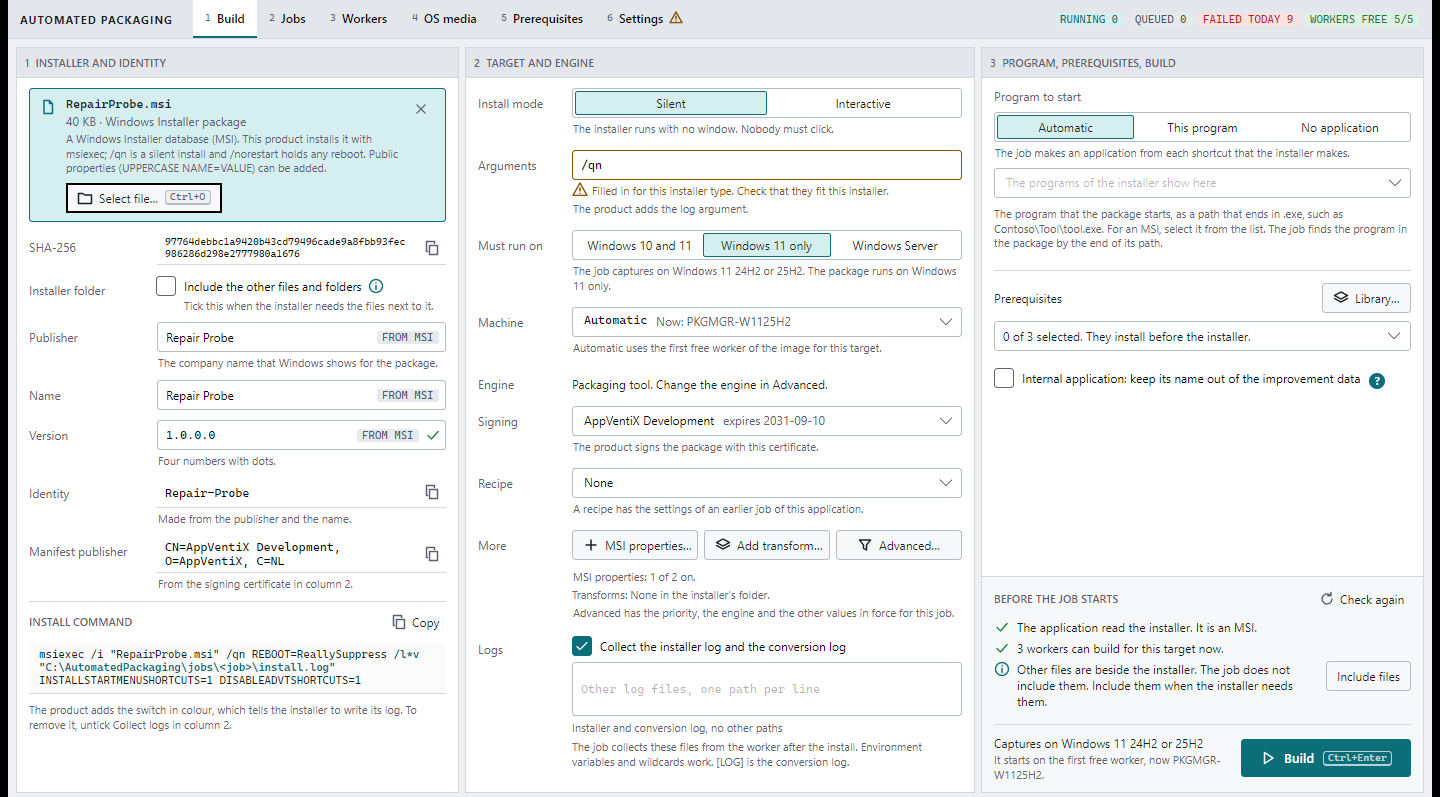 AUTOMATED PACKAGING
1 Build
2 Jobs
3 Workers
4 OS media
5 Prerequisites
6 Settings
RUNNING 0
QUEUED 0
FAILED TODAY 9
WORKERS FREE 5/5
1 INSTALLER AND IDENTITY
RepairProbe.msi
40 KB · Windows Installer package
A Windows Installer database (MSI). This product installs it with
msiexec; /qn is a silent install and /norestart holds any reboot. Public
properties (UPPERCASE NAME=VALUE) can be added.
Select file... Ctrl+O
SHA-256
97764debbc1a9420b43cd79496cade9a8fbb93fec
986286d298e2777980a1676
Installer folder
Include the other files and folders
Tick this when the installer needs the files next to it.
Publisher
Repair Probe
FROM MSI
The company name that Windows shows for the package.
Name
Repair Probe
FROM MSI
Version
1.0.0.0
FROM MSI
Four numbers with dots.
Identity
Repair-Probe
Made from the publisher and the name.
Manifest publisher
CN=AppVentiX Development,
O=AppVentiX, C=NL
From the signing certificate in column 2.
INSTALL COMMAND
Copy
msiexec /i "RepairProbe.msi" /qn REBOOT=ReallySuppress /l*v
"C:\AutomatedPackaging\jobs\<job>\install.log"
INSTALLSTARTMENUSHORTCUTS=1 DISABLEADVTSHORTCUTS=1
The product adds the switch in colour, which tells the installer to write its log. To
remove it, untick Collect logs in column 2.
2 TARGET AND ENGINE
Install mode
Silent
Interactive
The installer runs with no window. Nobody must click.
Arguments
/qn
Filled in for this installer type. Check that they fit this installer.
The product adds the log argument.
Must run on
Windows 10 and 11
Windows 11 only
Windows Server
The job captures on Windows 11 24H2 or 25H2. The package runs on Windows
11 only.
Machine
Automatic Now: PKGMGR-W1125H2
Automatic uses the first free worker of the image for this target.
Engine
Packaging tool. Change the engine in Advanced.
Signing
AppVentiX Development expires 2031-09-10
The product signs the package with this certificate.
Recipe
None
A recipe has the settings of an earlier job of this application.
More
MSI properties...
Add transform...
Advanced...
MSI properties: 1 of 2 on.
Transforms: None in the installer's folder.
Advanced has the priority, the engine and the other values in force for this job.
Logs
Collect the installer log and the conversion log
Other log files, one path per line
Installer and conversion log, no other paths
The job collects these files from the worker after the install. Environment
variables and wildcards work. [LOG] is the conversion log.
3 PROGRAM, PREREQUISITES, BUILD
Program to start
Automatic
This program
No application
The job makes an application from each shortcut that the installer makes.
The programs of the installer show here
The program that the package starts, as a path that ends in .exe, such as
Contoso\Tool\tool.exe. For an MSI, select it from the list. The job finds the program in
the package by the end of its path.
Prerequisites
Library...
0 of 3 selected. They install before the installer.
Internal application: keep its name out of the improvement data
?
BEFORE THE JOB STARTS
Check again
The application read the installer. It is an MSI.
3 workers can build for this target now.
Other files are beside the installer. The job does not
include them. Include them when the installer needs
them.
Include files
Captures on Windows 11 24H2 or 25H2
It starts on the first free worker, now PKGMGR-
W1125H2.
Build Ctrl+Enter